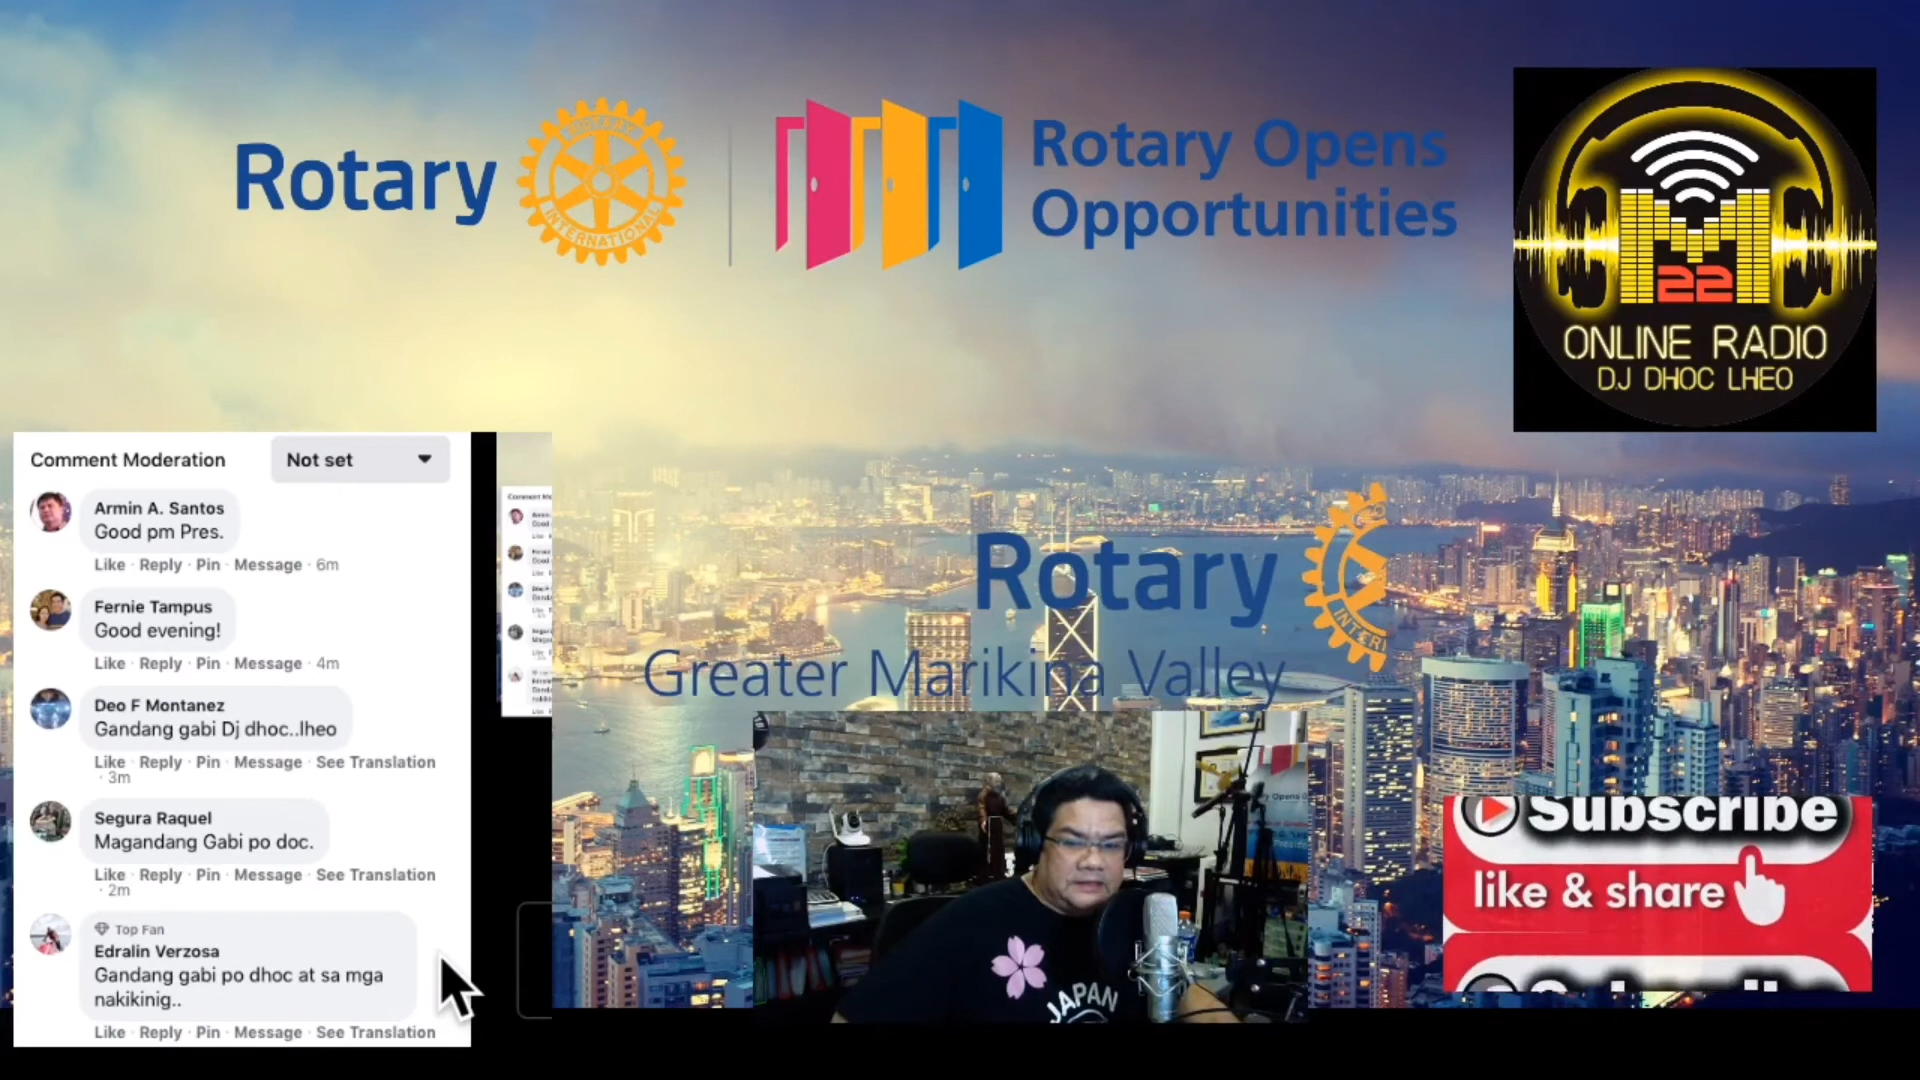 Rotary
ROTARY
INTERNATIONAL
Rotary Opens
Opportunities
M
22
ONLINE RADIO
DJ DHOC LHEO
Comment Moderation
Not set
Armin A. Santos
Good pm Pres.
Like · Reply · Pin · Message · 6m
Fernie Tampus
Good evening!
Like · Reply · Pin · Message · 4m
Deo F Montanez
Gandang gabi Dj dhoc..lheo
Like · Reply · Pin · Message · See Translation
· 3m
Segura Raquel
Magandang Gabi po doc.
Like · Reply · Pin · Message · See Translation
· 2m
Top Fan
Edralin Verzosa
Gandang gabi po dhoc at sa mga
nakikinig..
Like · Reply · Pin · Message · See Translation
Rotary
INTERN
Greater Marikina Valley
JAPAN
Subscribe
like & share